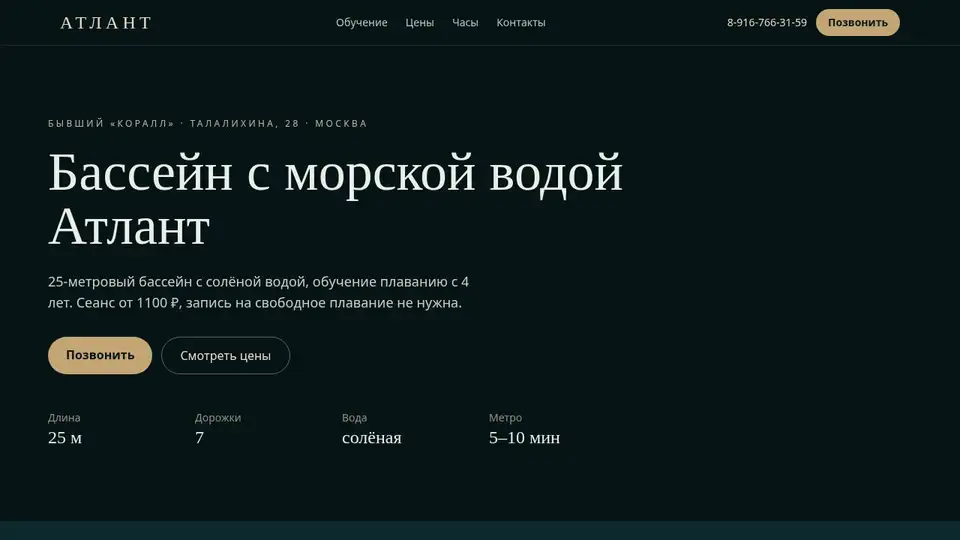 АТЛАНТ
Обучение Цены Часы Контакты
8-916-766-31-59 Позвонить
БЫВШИЙ «КОРАЛЛ» · ТАЛАЛИХИНА, 28 · МОСКВА
Бассейн с морской водой
Атлант
25-метровый бассейн с солёной водой, обучение плаванию с 4
лет. Сеанс от 1100 ₽, запись на свободное плавание не нужна.
Позвонить Смотреть цены
Длина Дорожки Вода Метро
25 м 7 солёная 5–10 мин